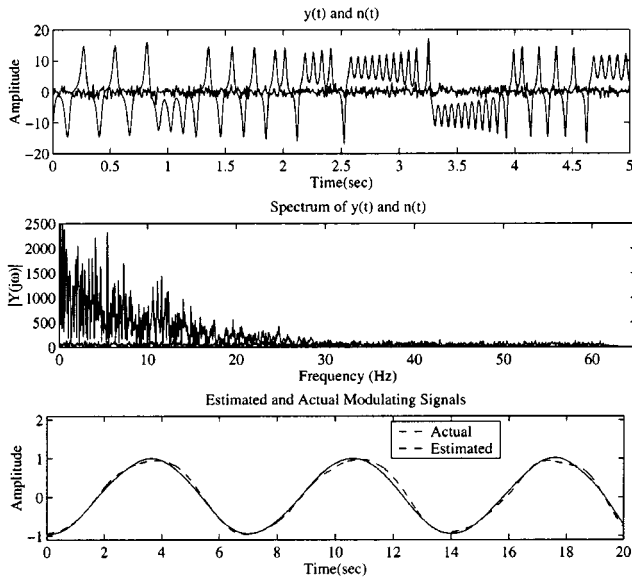 y(t) and n(t)
20
10
0
−10
−20
Amplitude
0 0.5 1 1.5 2 2.5 3 3.5 4 4.5 5
Time(sec)
Spectrum of y(t) and n(t)
2500
2000
1500
1000
500
0
|Y(jω)|
0 10 20 30 40 50 60
Frequency (Hz)
Estimated and Actual Modulating Signals
2
1
0
−1
Amplitude
Actual
Estimated
0 2 4 6 8 10 12 14 16 18 20
Time(sec)